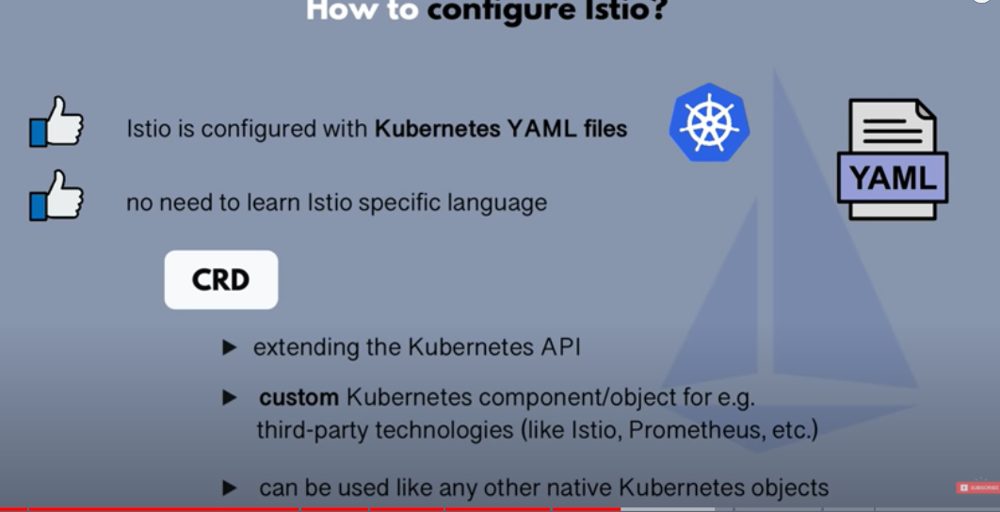 How to configure Istio?
Istio is configured with Kubernetes YAML files
YAML
no need to learn Istio specific language
CRD
extending the Kubernetes API
custom Kubernetes component/object for e.g.
third-party technologies (like Istio, Prometheus, etc.)
can be used like any other native Kubernetes objects
SUBSCRIBE